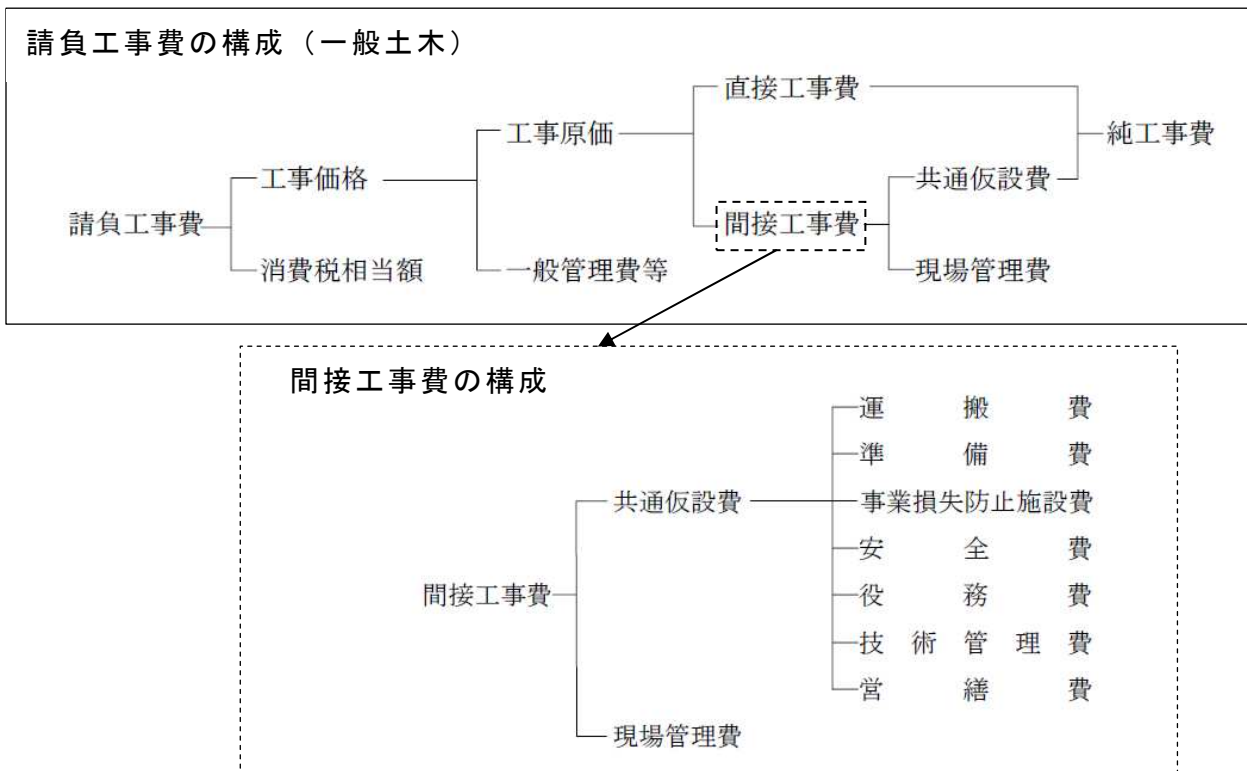 請負工事費の構成（一般土木）
直接工事費
工事原価
純工事費
工事価格
共通仮設費
請負工事費
間接工事費
消費税相当額
一般管理費等
現場管理費
間接工事費の構成
運搬費
準備費
共通仮設費
事業損失防止施設費
安全費
間接工事費
役務費
技術管理費
営繕費
現場管理費